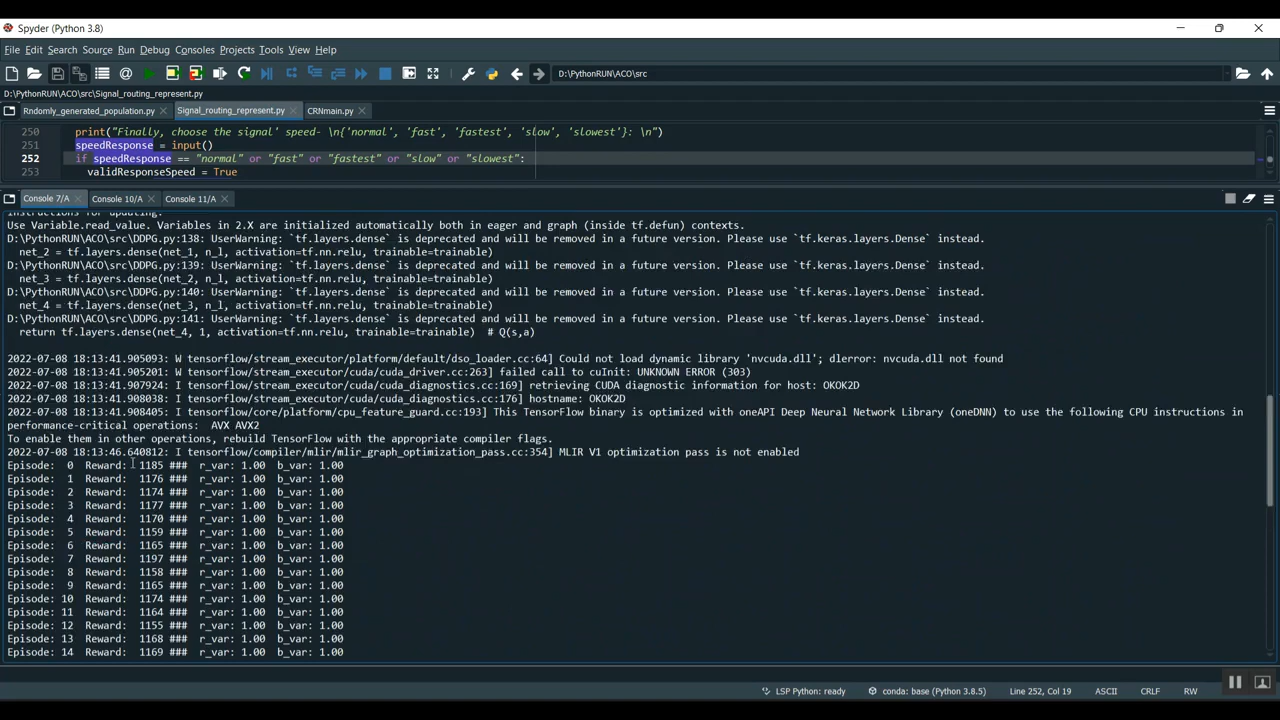 Spyder (Python 3.8)
File Edit Search Source Run Debug Consoles Projects Tools View Help
D:\PythonRUN\ACO\src
D:\PythonRUN\ACO\src\Signal_routing_represent.py
Rndomly_generated_population.py Signal_routing_represent.py CRNmain.py
250 print("Finally, choose the signal' speed- \n{'normal', 'fast', 'fastest', 'slow', 'slowest'}: \n")
251 speedResponse = input()
252 if speedResponse == "normal" or "fast" or "fastest" or "slow" or "slowest":
253 validResponseSpeed = True
Console 7/A Console 10/A Console 11/A
Instructions for updating:
Use Variable.read_value. Variables in 2.X are initialized automatically both in eager and graph (inside tf.defun) contexts.
D:\PythonRUN\ACO\src\DDPG.py:138: UserWarning: `tf.layers.dense` is deprecated and will be removed in a future version. Please use `tf.keras.layers.Dense` instead.
net_2 = tf.layers.dense(net_1, n_l, activation=tf.nn.relu, trainable=trainable)
D:\PythonRUN\ACO\src\DDPG.py:139: UserWarning: `tf.layers.dense` is deprecated and will be removed in a future version. Please use `tf.keras.layers.Dense` instead.
net_3 = tf.layers.dense(net_2, n_l, activation=tf.nn.relu, trainable=trainable)
D:\PythonRUN\ACO\src\DDPG.py:140: UserWarning: `tf.layers.dense` is deprecated and will be removed in a future version. Please use `tf.keras.layers.Dense` instead.
net_4 = tf.layers.dense(net_3, n_l, activation=tf.nn.relu, trainable=trainable)
D:\PythonRUN\ACO\src\DDPG.py:141: UserWarning: `tf.layers.dense` is deprecated and will be removed in a future version. Please use `tf.keras.layers.Dense` instead.
return tf.layers.dense(net_4, 1, activation=tf.nn.relu, trainable=trainable) # Q(s,a)
2022-07-08 18:13:41.905093: W tensorflow/stream_executor/platform/default/dso_loader.cc:64] Could not load dynamic library 'nvcuda.dll'; dlerror: nvcuda.dll not found
2022-07-08 18:13:41.905201: W tensorflow/stream_executor/cuda/cuda_driver.cc:263] failed call to cuInit: UNKNOWN ERROR (303)
2022-07-08 18:13:41.907924: I tensorflow/stream_executor/cuda/cuda_diagnostics.cc:169] retrieving CUDA diagnostic information for host: OKOK2D
2022-07-08 18:13:41.908038: I tensorflow/stream_executor/cuda/cuda_diagnostics.cc:176] hostname: OKOK2D
2022-07-08 18:13:41.908405: I tensorflow/core/platform/cpu_feature_guard.cc:193] This TensorFlow binary is optimized with oneAPI Deep Neural Network Library (oneDNN) to use the following CPU instructions in
performance-critical operations: AVX AVX2
To enable them in other operations, rebuild TensorFlow with the appropriate compiler flags.
2022-07-08 18:13:46.640812: I tensorflow/compiler/mlir/mlir_graph_optimization_pass.cc:354] MLIR V1 optimization pass is not enabled
Episode: 0 Reward: 1185 ### r_var: 1.00 b_var: 1.00
Episode: 1 Reward: 1176 ### r_var: 1.00 b_var: 1.00
Episode: 2 Reward: 1174 ### r_var: 1.00 b_var: 1.00
Episode: 3 Reward: 1177 ### r_var: 1.00 b_var: 1.00
Episode: 4 Reward: 1170 ### r_var: 1.00 b_var: 1.00
Episode: 5 Reward: 1159 ### r_var: 1.00 b_var: 1.00
Episode: 6 Reward: 1165 ### r_var: 1.00 b_var: 1.00
Episode: 7 Reward: 1197 ### r_var: 1.00 b_var: 1.00
Episode: 8 Reward: 1158 ### r_var: 1.00 b_var: 1.00
Episode: 9 Reward: 1165 ### r_var: 1.00 b_var: 1.00
Episode: 10 Reward: 1174 ### r_var: 1.00 b_var: 1.00
Episode: 11 Reward: 1164 ### r_var: 1.00 b_var: 1.00
Episode: 12 Reward: 1155 ### r_var: 1.00 b_var: 1.00
Episode: 13 Reward: 1168 ### r_var: 1.00 b_var: 1.00
Episode: 14 Reward: 1169 ### r_var: 1.00 b_var: 1.00
LSP Python: ready conda: base (Python 3.8.5) Line 252, Col 19 ASCII CRLF RW